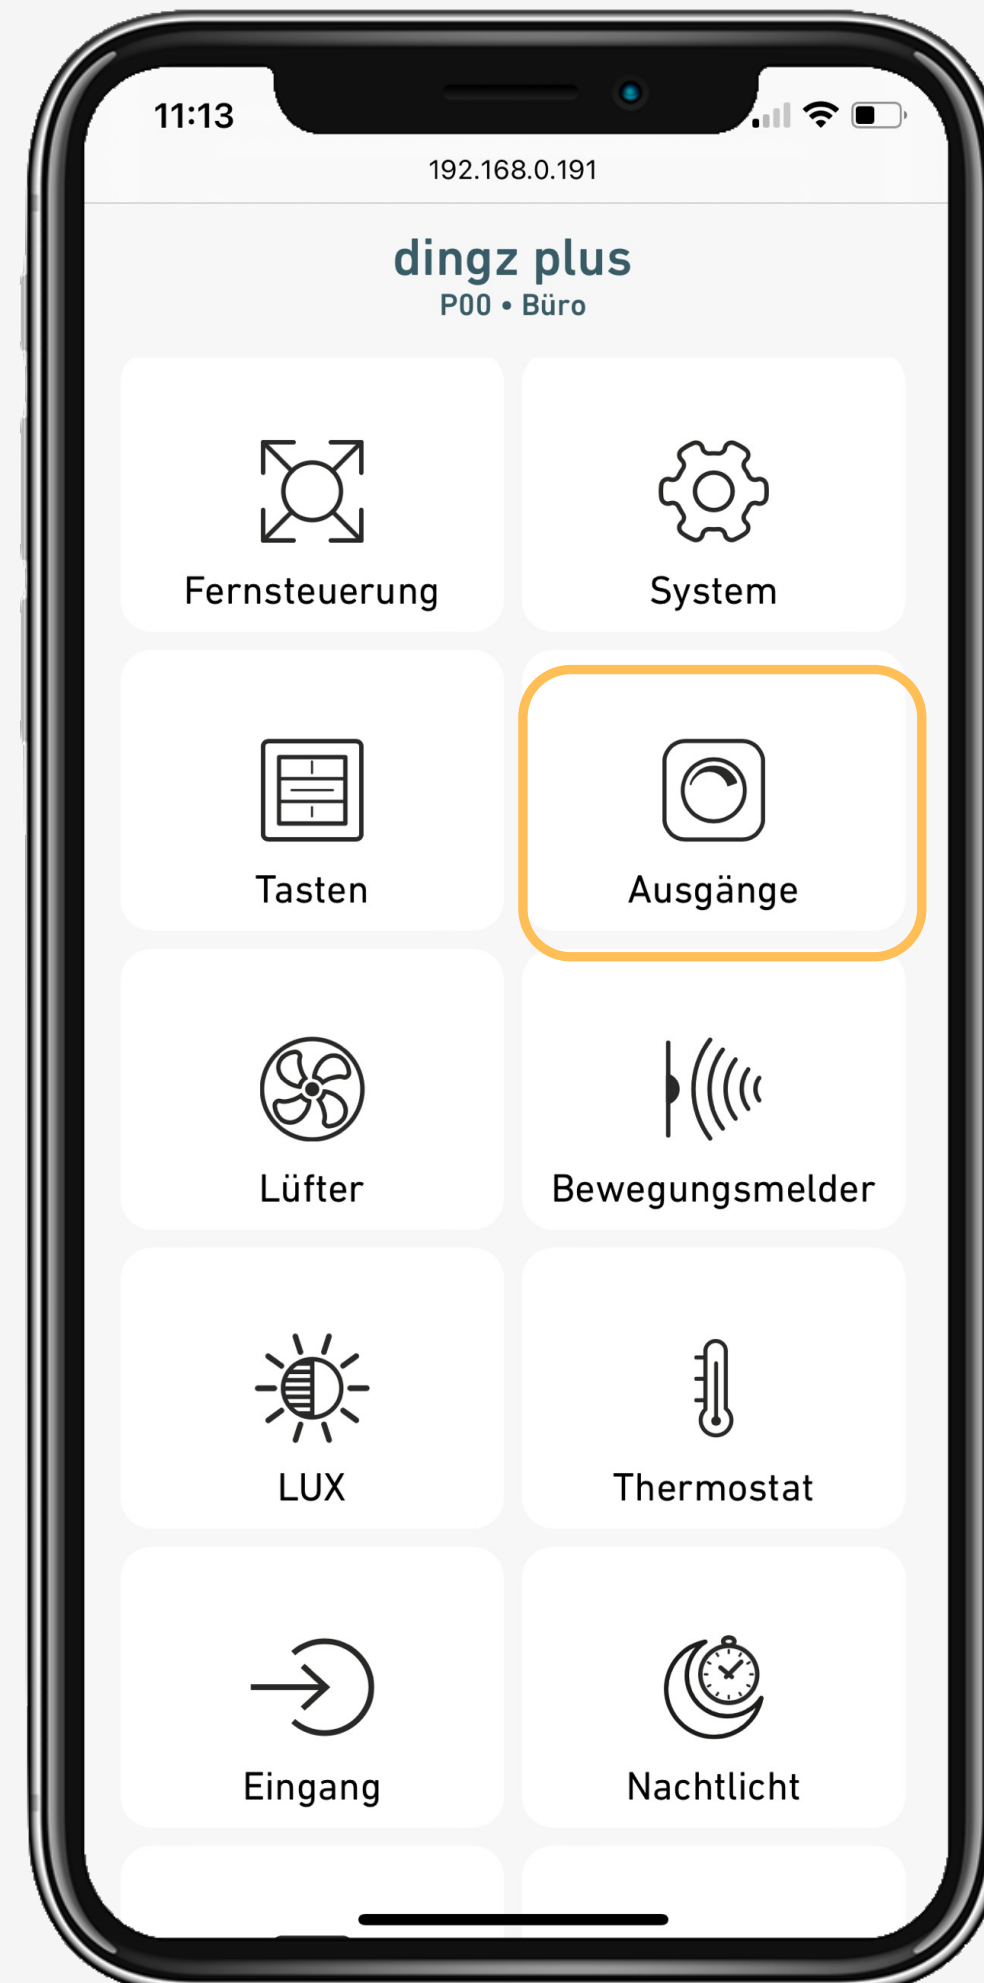 11:13
192.168.0.191
dingz plus
P00 • Büro
Fernsteuerung
System
Tasten
Ausgänge
Lüfter
Bewegungsmelder
LUX
Thermostat
Eingang
Nachtlicht